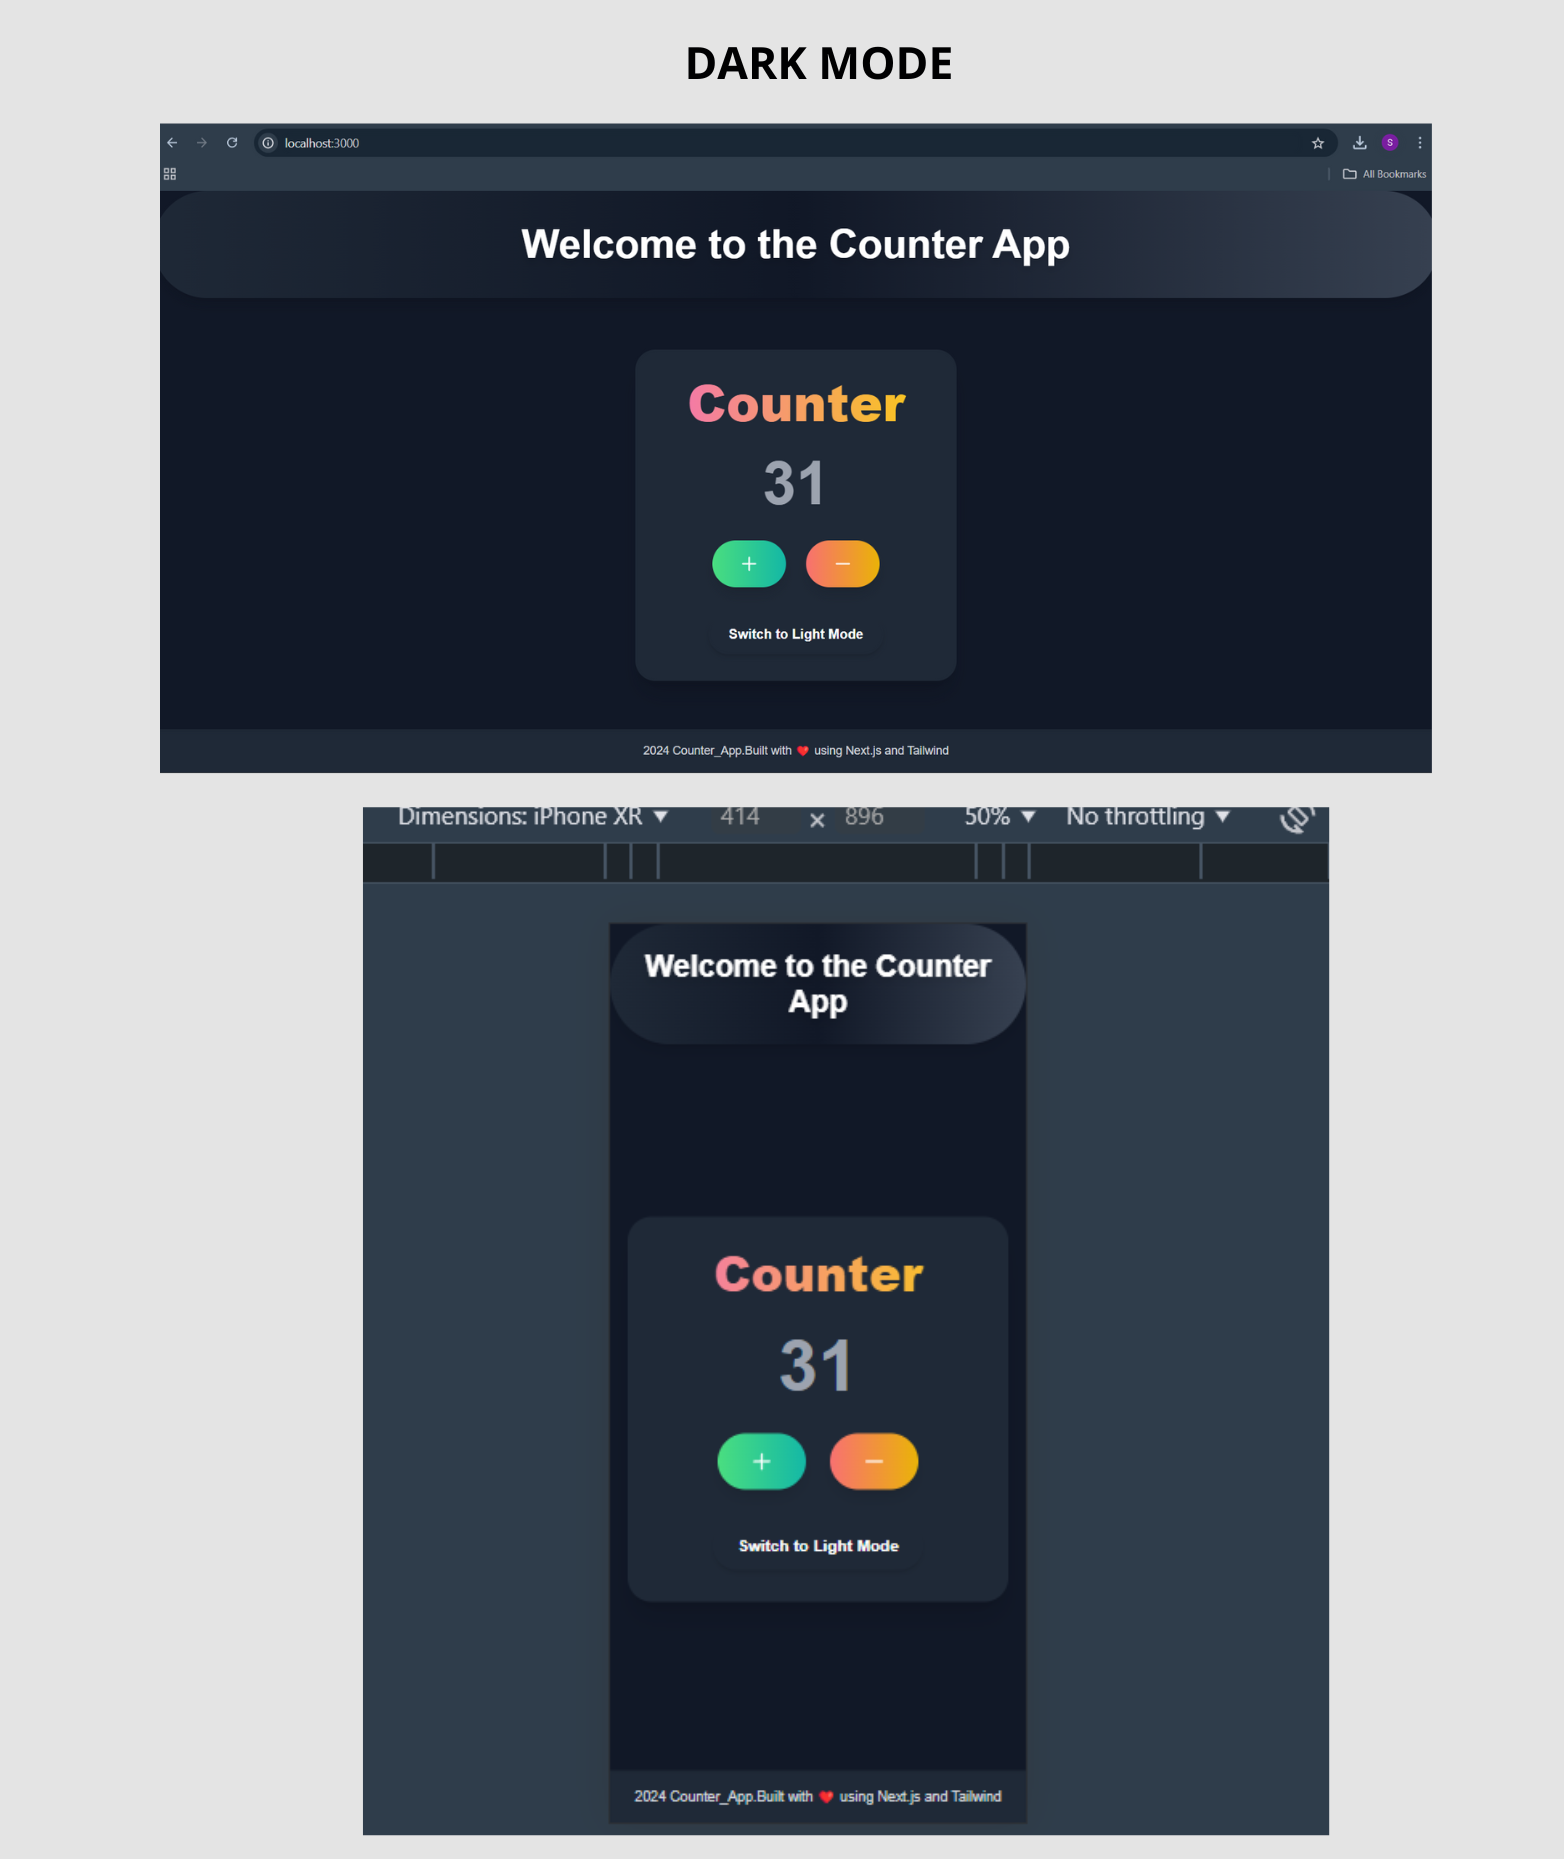 DARK MODE
localhost:3000
S
All Bookmarks
Welcome to the Counter App
Counter
31
+ −
Switch to Light Mode
2024 Counter_App.Built with ❤️ using Next.js and Tailwind
Dimensions: iPhone XR ▼ 414 × 896 50% ▼ No throttling ▼
Welcome to the Counter
App
Counter
31
+ −
Switch to Light Mode
2024 Counter_App.Built with ❤️ using Next.js and Tailwind